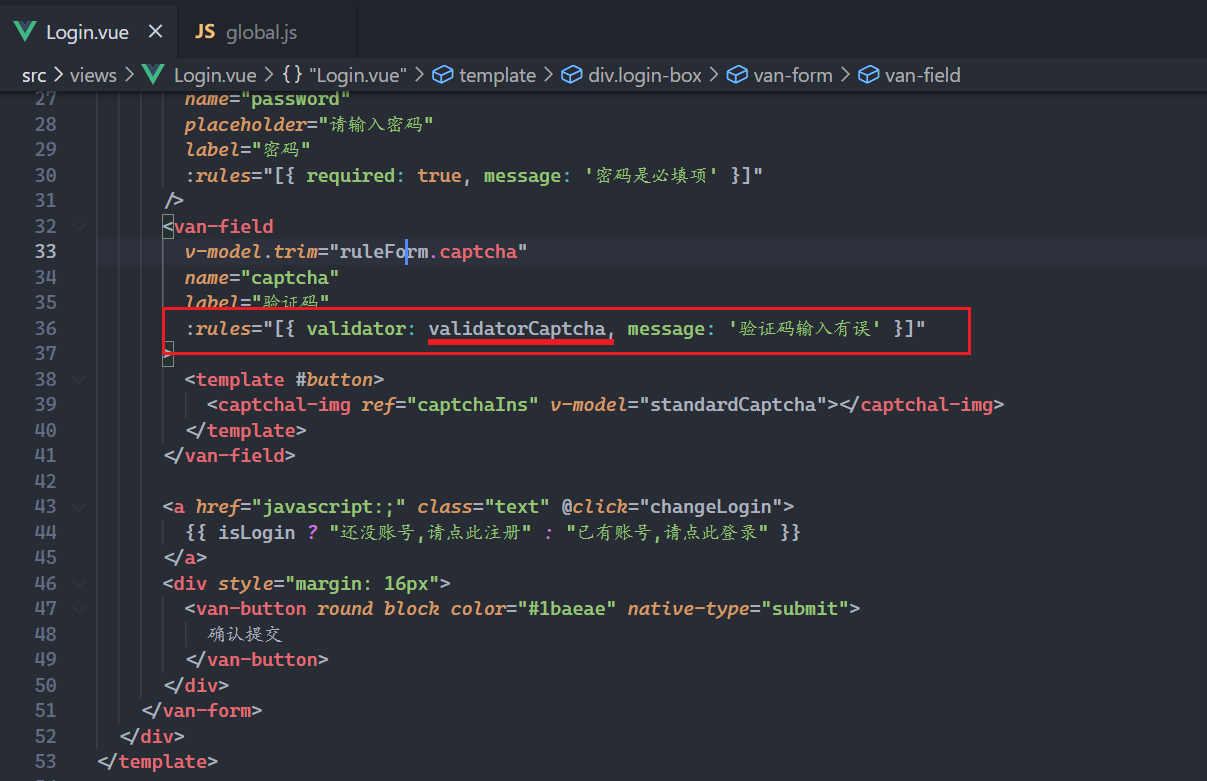 Login.vue × JS global.js
src > views > Login.vue > {} "Login.vue" > template > div.login-box > van-form > van-field
27 name="password"
28 placeholder="请输入密码"
29 label="密码"
30 :rules="[{ required: true, message: '密码是必填项' }]"
31 />
32 <van-field
33 v-model.trim="ruleForm.captcha"
34 name="captcha"
35 label="验证码"
36 :rules="[{ validator: validatorCaptcha, message: '验证码输入有误' }]"
37 >
38 <template #button>
39 <captchal-img ref="captchaIns" v-model="standardCaptcha"></captchal-img>
40 </template>
41 </van-field>
42
43 <a href="javascript:;" class="text" @click="changeLogin">
44 {{ isLogin ? "还没账号,请点此注册" : "已有账号,请点此登录" }}
45 </a>
46 <div style="margin: 16px">
47 <van-button round block color="#1baeae" native-type="submit">
48 确认提交
49 </van-button>
50 </div>
51 </van-form>
52 </div>
53 </template>